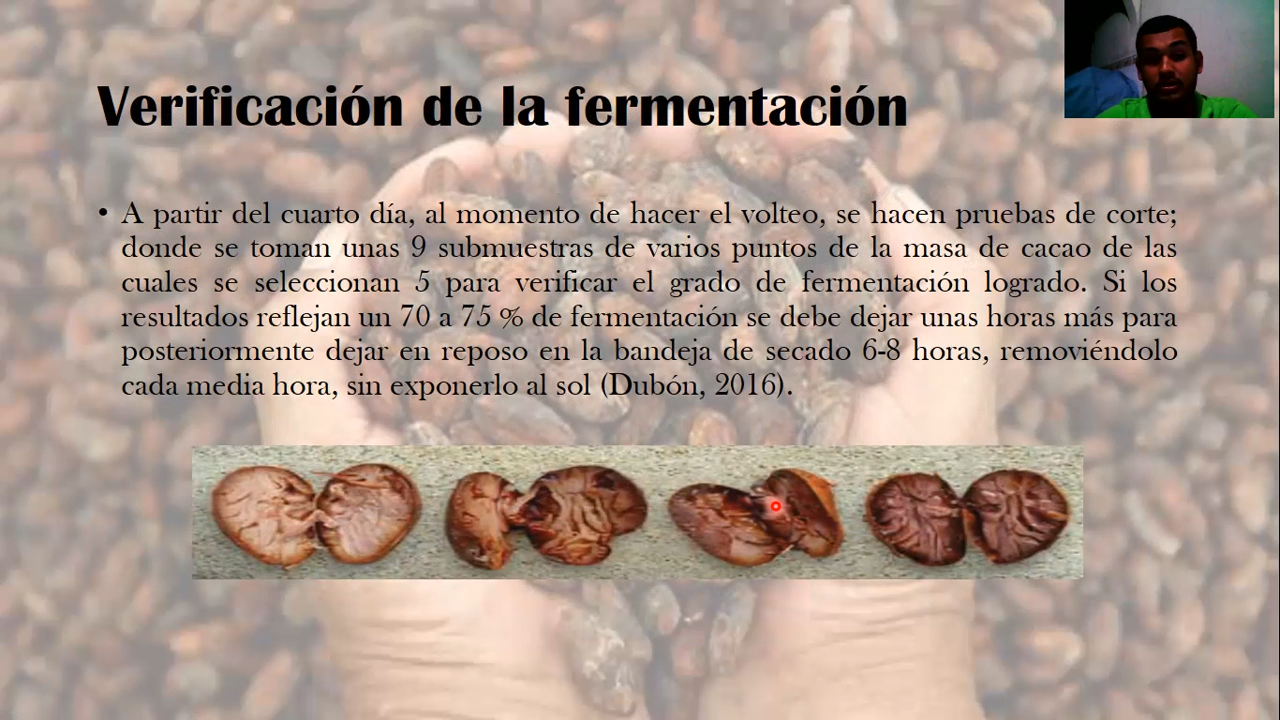 Verificación de la fermentación
• A partir del cuarto día, al momento de hacer el volteo, se hacen pruebas de corte;
donde se toman unas 9 submuestras de varios puntos de la masa de cacao de las
cuales se seleccionan 5 para verificar el grado de fermentación logrado. Si los
resultados reflejan un 70 a 75 % de fermentación se debe dejar unas horas más para
posteriormente dejar en reposo en la bandeja de secado 6-8 horas, removiéndolo
cada media hora, sin exponerlo al sol (Dubón, 2016).